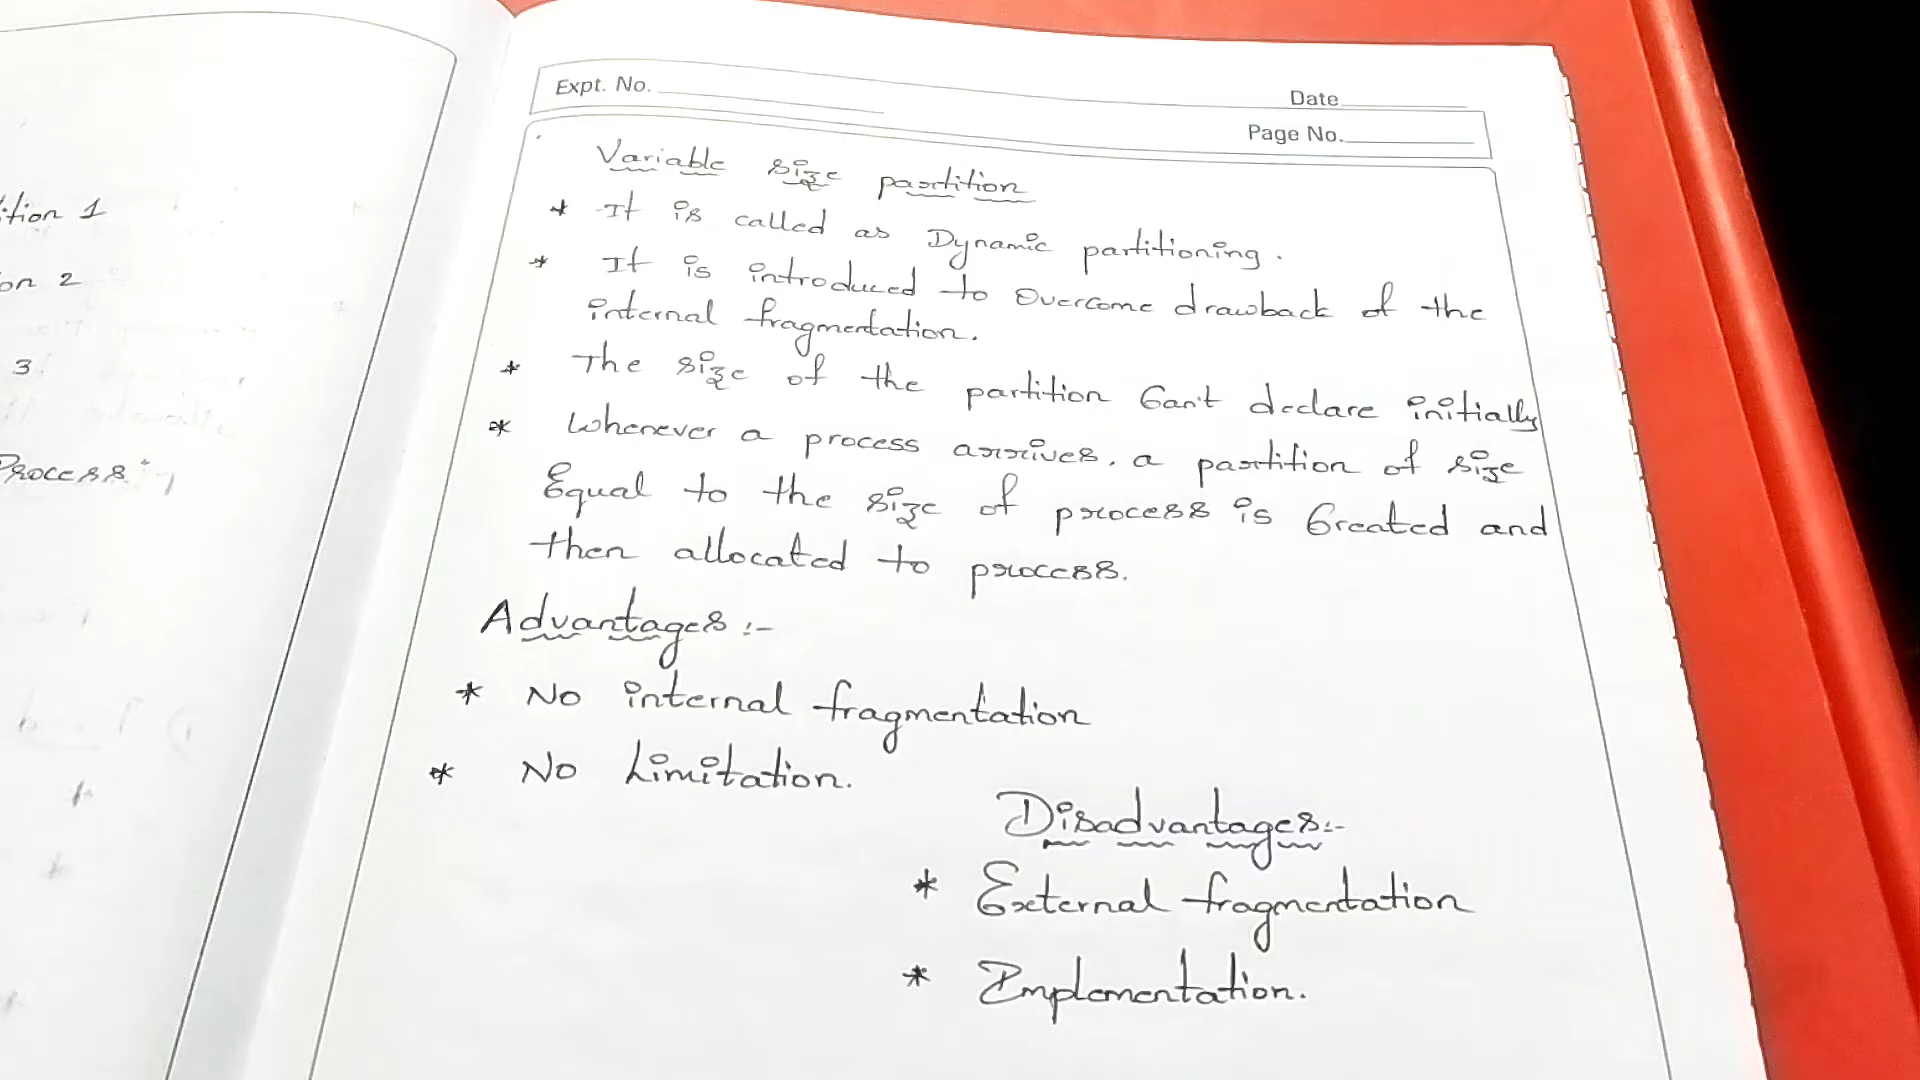 ition 1
on 2
3
Process
Expt. No.
Date
Page No.
Variable size partition
* It is called as Dynamic partitioning.
* It is introduced to Overcome drawback of the
internal fragmentation.
* The size of the partition Can't declare initially
* Whenever a process arrives, a partition of size
Equal to the size of process is Created and
then allocated to process.
Advantages :-
* No internal fragmentation
* No Limitation.
Disadvantages:-
* External fragmentation
* Implementation.